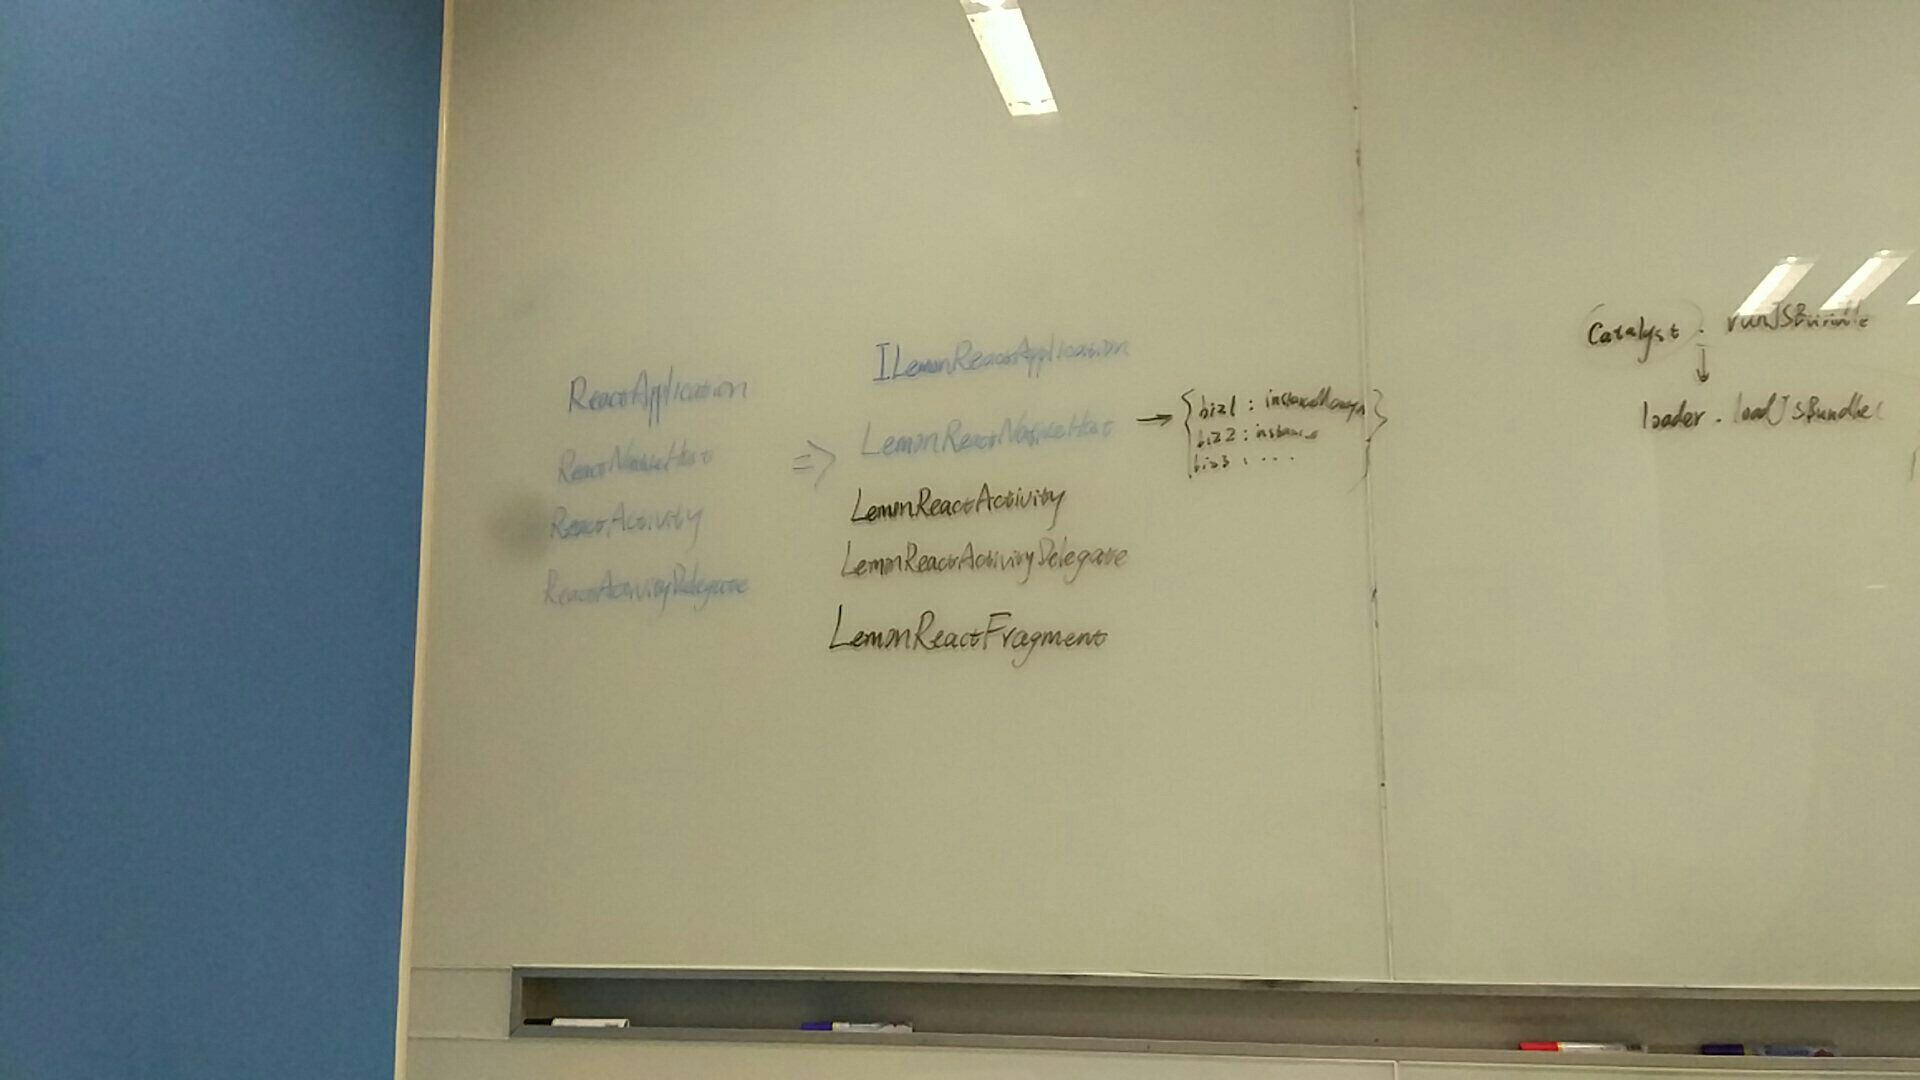 ReactApplication
ReactNativeHost
ReactActivity
ReactActivityDelegate
=>
ILemonReactApplication
LemonReactNativeHost
LemonReactActivity
LemonReactActivityDelegate
LemonReactFragment
→ { biz1 : instanceManager
biz2 : instance
biz3 : ... }
Catalyst . runJSBundle
↓
loader . loadJSBundle